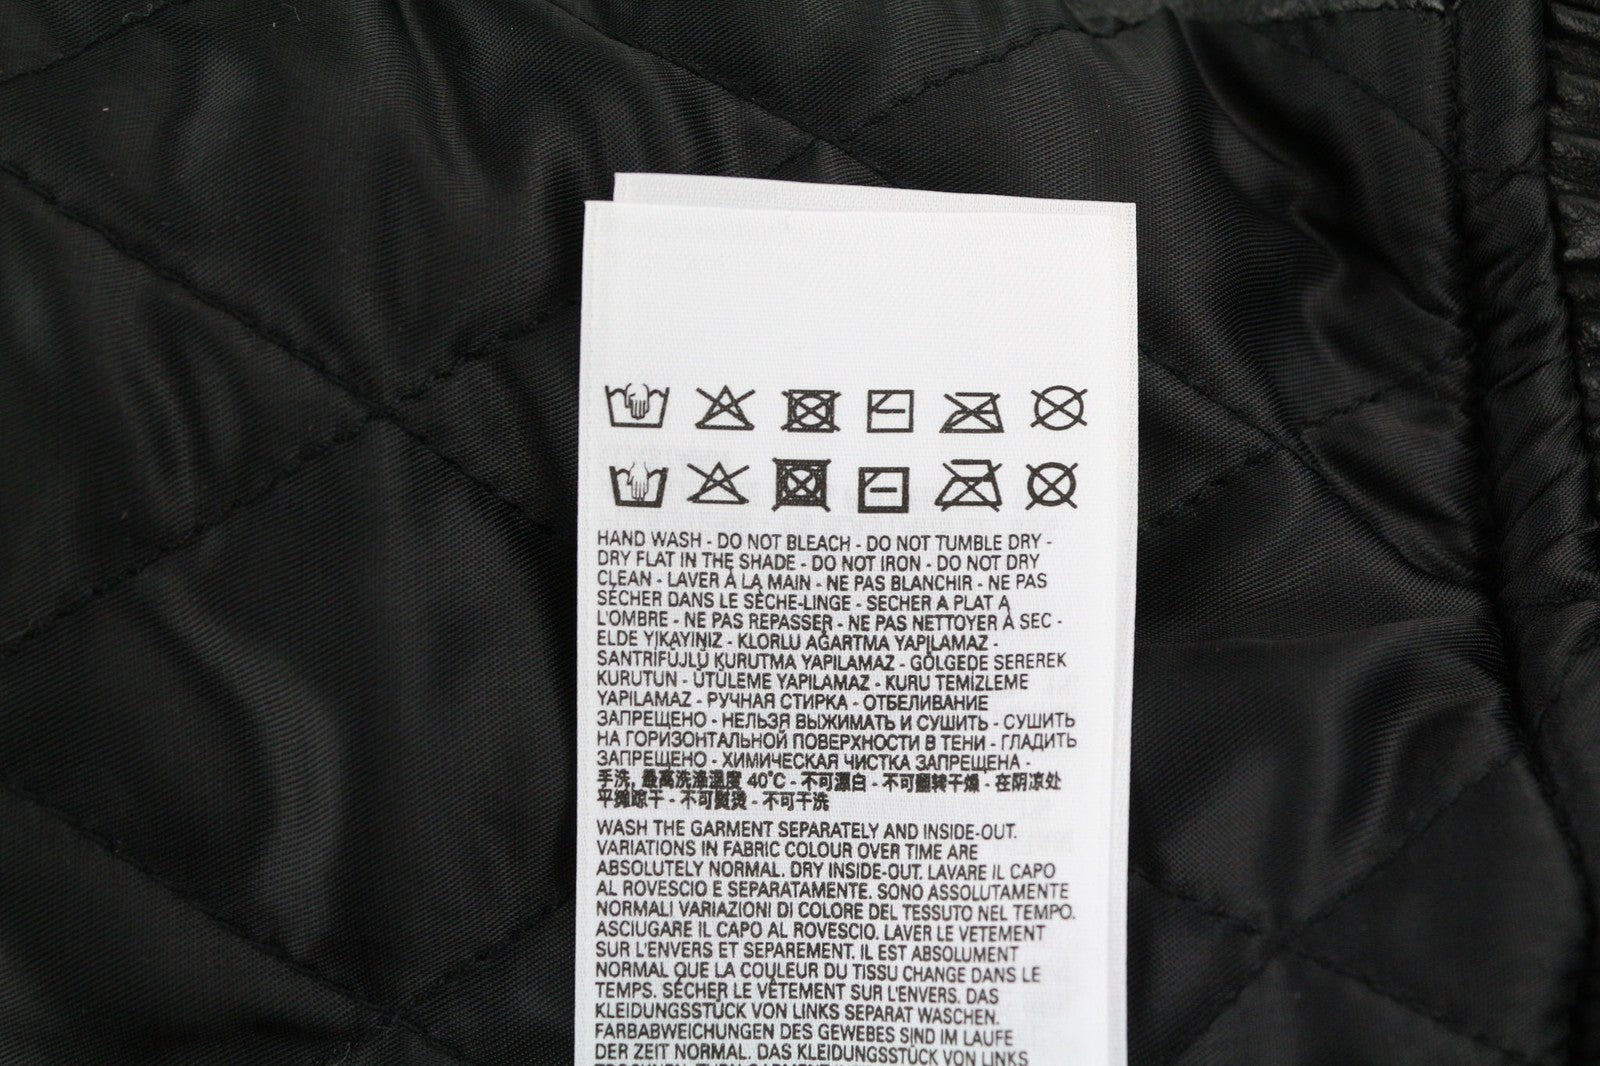 HAND WASH - DO NOT BLEACH - DO NOT TUMBLE DRY -
DRY FLAT IN THE SHADE - DO NOT IRON - DO NOT DRY
CLEAN - LAVER À LA MAIN - NE PAS BLANCHIR - NE PAS
SÉCHER DANS LE SÈCHE-LINGE - SECHER A PLAT A
L'OMBRE - NE PAS REPASSER - NE PAS NETTOYER À SEC -
ELDE YIKAYINIZ - KLORLU AĞARTMA YAPILAMAZ -
SANTRİFÜJLÜ KURUTMA YAPILAMAZ - GÖLGEDE SEREREK
KURUTUN - ÜTÜLEME YAPILAMAZ - KURU TEMIZLEME
YAPILAMAZ - РУЧНАЯ СТИРКА - ОТБЕЛИВАНИЕ
ЗАПРЕЩЕНО - НЕЛЬЗЯ ВЫЖИМАТЬ И СУШИТЬ - СУШИТЬ
НА ГОРИЗОНТАЛЬНОЙ ПОВЕРХНОСТИ В ТЕНИ - ГЛАДИТЬ
ЗАПРЕЩЕНО - ХИМИЧЕСКАЯ ЧИСТКА ЗАПРЕЩЕНА -
手洗, 最高洗涤温度 40°C - 不可漂白 - 不可翻转干燥 - 在阴凉处
平摊晾干 - 不可熨烫 - 不可干洗
WASH THE GARMENT SEPARATELY AND INSIDE-OUT.
VARIATIONS IN FABRIC COLOUR OVER TIME ARE
ABSOLUTELY NORMAL. DRY INSIDE-OUT. LAVARE IL CAPO
AL ROVESCIO E SEPARATAMENTE. SONO ASSOLUTAMENTE
NORMALI VARIAZIONI DI COLORE DEL TESSUTO NEL TEMPO.
ASCIUGARE IL CAPO AL ROVESCIO. LAVER LE VETEMENT
SUR L'ENVERS ET SEPAREMENT. IL EST ABSOLUMENT
NORMAL QUE LA COULEUR DU TISSU CHANGE DANS LE
TEMPS. SÉCHER LE VÊTEMENT SUR L'ENVERS. DAS
KLEIDUNGSSTÜCK VON LINKS SEPARAT WASCHEN.
FARBABWEICHUNGEN DES GEWEBES SIND IM LAUFE
DER ZEIT NORMAL. DAS KLEIDUNGSSTÜCK VON LINKS